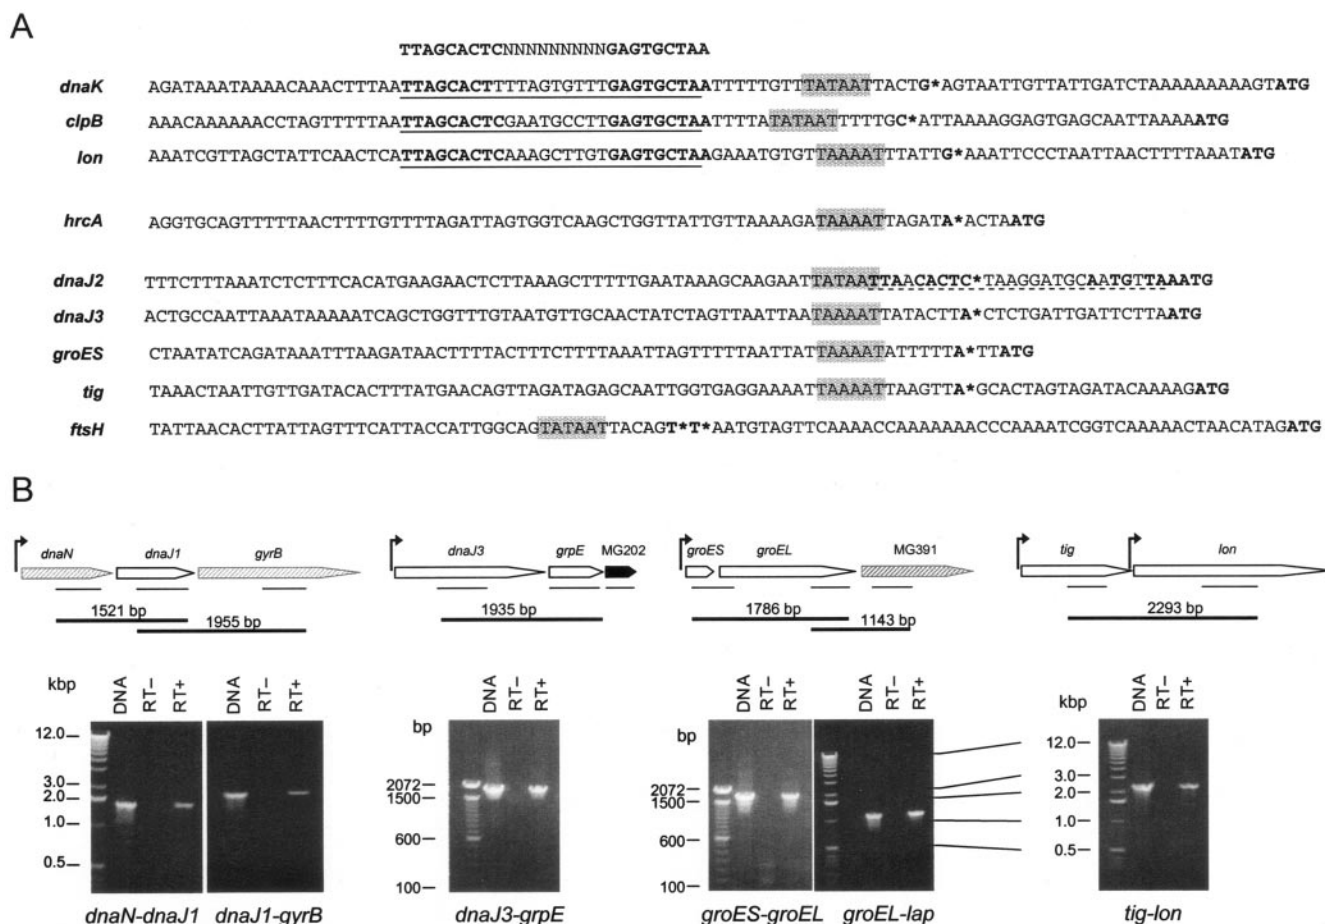 A
TTAGCACTCNNNNNNNNNGAGTGCTAA
dnaK AGATAAATAAAACAAACTTTAATTAGCACTTTTAGTGTTTGAGTGCTAATTTTTGTTTATAATTACTG*AGTAATTGTTATTGATCTAAAAAAAAAGTATG
clpB AAACAAAAAACCTAGTTTTTAATTAGCACTCGAATGCCTTGAGTGCTAATTTTATATAATTTTTGC*ATTAAAAGGAGTGAGCAATTAAAAATG
lon AAATCGTTAGCTATTCAACTCATTAGCACTCAAAGCTTGTGAGTGCTAAGAAATGTGTTAAAATTTATTG*AAATTCCCTAATTAACTTTTAAATATG
hrcA AGGTGCAGTTTTTAACTTTTGTTTTAGATTAGTGGTCAAGCTGGTTATTGTTAAAAGATAAAATTAGATA*ACTAATG
dnaJ2 TTTCTTTAAATCTCTTTCACATGAAGAACTCTTAAAGCTTTTTGAATAAAGCAAGAATTATAATTAACACTC*TAAGGATGCAATGTTAAATG
dnaJ3 ACTGCCAATTAAATAAAAATCAGCTGGTTTGTAATGTTGCAACTATCTAGTTAATTAATAAAATTATACTTA*CTCTGATTGATTCTTAATG
groES CTAATATCAGATAAATTTAAGATAACTTTTACTTTCTTTTAAATTAGTTTTTAATTATTAAAATATTTTTA*TTATG
tig TAAACTAATTGTTGATACACTTTATGAACAGTTAGATAGAGCAATTGGTGAGGAAAATTAAAATTAAGTTA*GCACTAGTAGATACAAAAGATG
ftsH TATTAACACTTATTAGTTTCATTACCATTGGCAGTATAATTACAGT*T*AATGTAGTTCAAAACCAAAAAAACCCAAAATCGGTCAAAAACTAACATAGATG
B
dnaN dnaJ1 gyrB dnaJ3 grpE MG202 groES groEL MG391 tig lon
1521 bp 1935 bp 1786 bp 2293 bp
1955 bp 1143 bp
kbp DNA RT– RT+ DNA RT– RT+ bp DNA RT– RT+ bp DNA RT– RT+ DNA RT– RT+ kbp DNA RT– RT+
12.0 12.0
3.0 2072 2072 3.0
2.0 1500 1500 2.0
1.0 600 600 1.0
0.5 0.5
100 100
dnaN-dnaJ1 dnaJ1-gyrB dnaJ3-grpE groES-groEL groEL-lap tig-lon